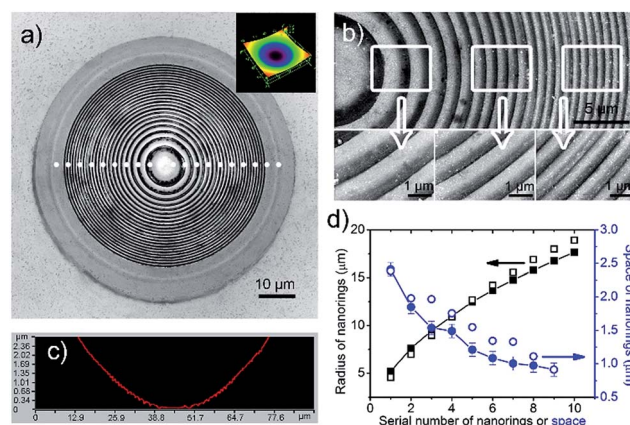 a)
10 μm
b)
5 μm
1 μm
1 μm
1 μm
c)
μm
2.36
2.02
1.69
1.35
1.01
0.68
0.34
0
0
12.9
25.9
38.8
51.7
64.7
77.6
μm
d)
Radius of nanorings (μm)
20
15
10
5
Space of nanorings (μm)
3.0
2.5
2.0
1.5
1.0
0.5
0
2
4
6
8
10
Serial number of nanorings or space